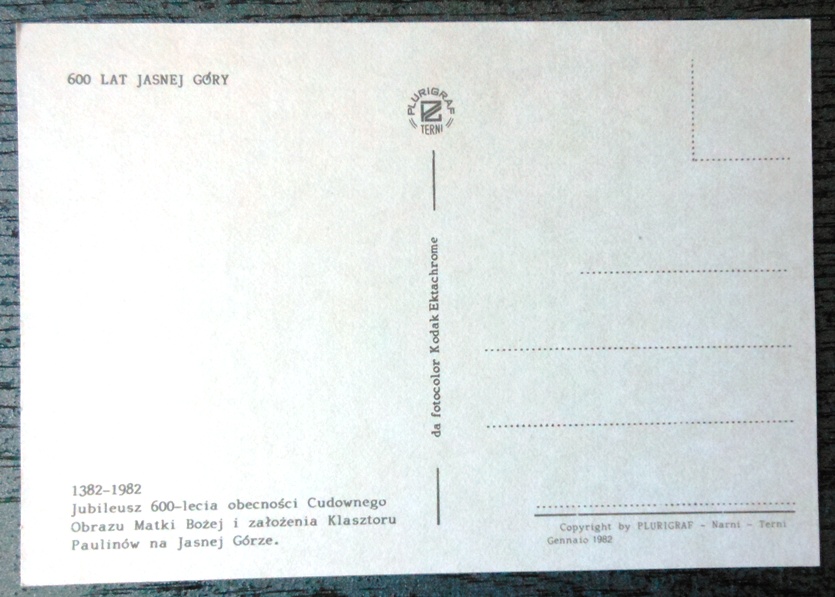 600 LAT JASNEJ GÓRY
PLURIGRAF
TERNI
da fotocolor Kodak Ektachrome
1382-1982
Jubileusz 600-lecia obecności Cudownego
Obrazu Matki Bożej i założenia Klasztoru
Paulinów na Jasnej Górze.
Copyright by PLURIGRAF - Narni - Terni
Gennaio 1982